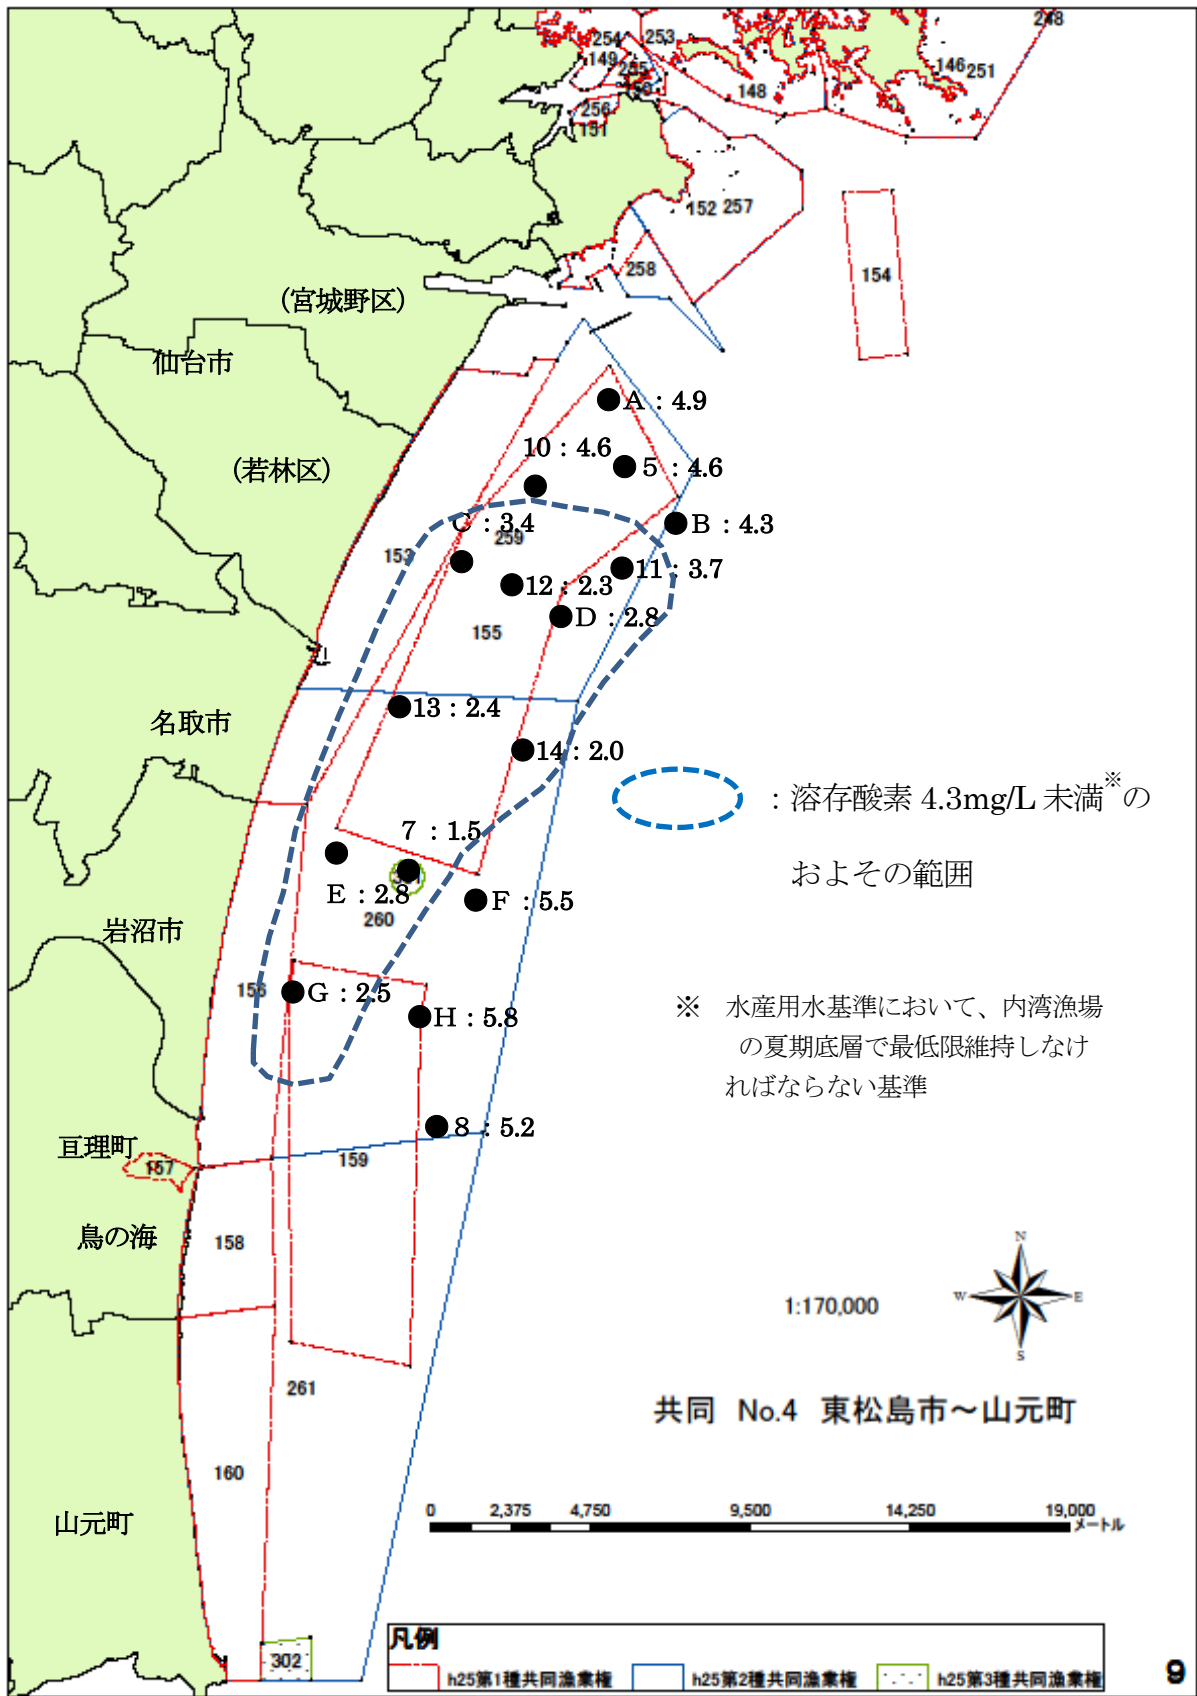 248
254
253
149
255
146
251
148
256
151
152 257
258
154
(宮城野区)
仙台市
(若林区)
A : 4.9
10 : 4.6
5 : 4.6
C : 3.4
259
B : 4.3
153
11 : 3.7
12 : 2.3
D : 2.8
155
13 : 2.4
名取市
14 : 2.0
: 溶存酸素 4.3mg/L 未満※の
およその範囲
7 : 1.5
E : 2.8
260
F : 5.5
岩沼市
156
G : 2.5
H : 5.8
※ 水産用水基準において、内湾漁場
の夏期底層で最低限維持しなけ
ればならない基準
8 : 5.2
亘理町
157
159
鳥の海
158
N
W
E
S
1:170,000
261
共同 No.4 東松島市～山元町
160
山元町
0 2,375 4,750 9,500 14,250 19,000
メートル
302
凡例
h25第1種共同漁業権 h25第2種共同漁業権 h25第3種共同漁業権
9